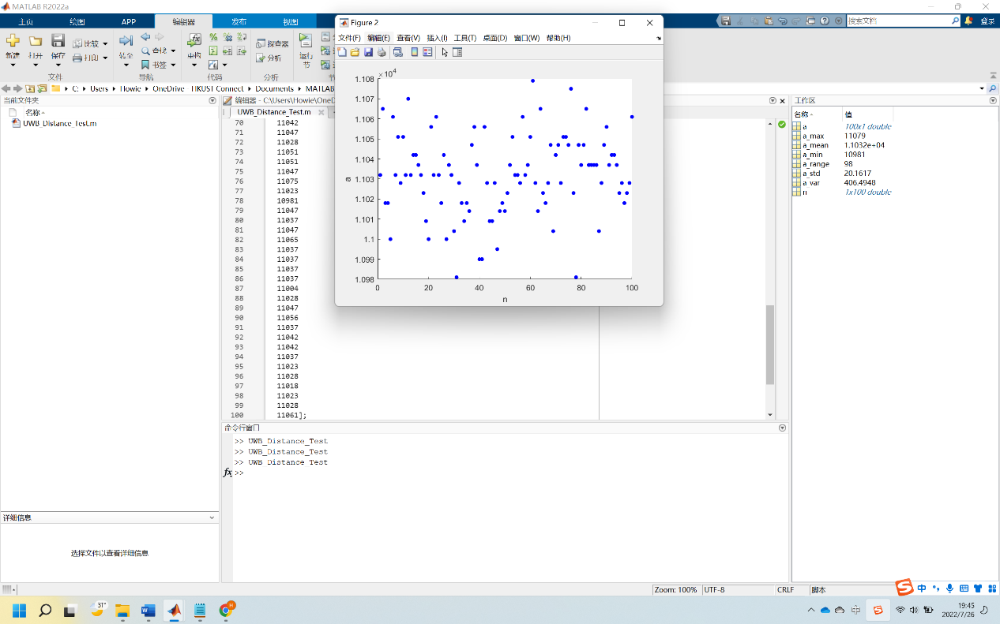 MATLAB R2022a
主页 绘图 APP 编辑器 发布 视图
搜索文档
登录
新建 打开 保存 比较 打印 转至 查找 书签 重构 探查器 分析 运行节
文件 导航 代码 分析
C: Users Howie OneDrive HKUST Connect Documents MATLAB
当前文件夹
名称
UWB_Distance_Test.m
编辑器 - C:\Users\Howie\OneD
UWB_Distance_Test.m
70 11042
71 11047
72 11028
73 11051
74 11051
75 11047
76 11075
77 11023
78 10981
79 11047
80 11037
81 11047
82 11065
83 11037
84 11037
85 11037
86 11037
87 11004
88 11028
89 11047
90 11056
91 11037
92 11042
93 11042
94 11037
95 11023
96 11028
97 11018
98 11023
99 11028
100 11061];
Figure 2
文件(F) 编辑(E) 查看(V) 插入(I) 工具(T) 桌面(D) 窗口(W) 帮助(H)
×10⁴
1.108
1.107
1.106
1.105
1.104
1.103
1.102
1.101
1.1
1.099
1.098
a
0 20 40 60 80 100
n
工作区
名称 值
a 100x1 double
a_max 11079
a_mean 1.1032e+04
a_min 10981
a_range 98
a_std 20.1617
a_var 406.4948
n 1x100 double
命令行窗口
>> UWB_Distance_Test
>> UWB_Distance_Test
>> UWB_Distance_Test
fx >>
详细信息
选择文件以查看详细信息
Zoom: 100% UTF-8 CRLF 脚本
中
31°
中
19:45
2022/7/26